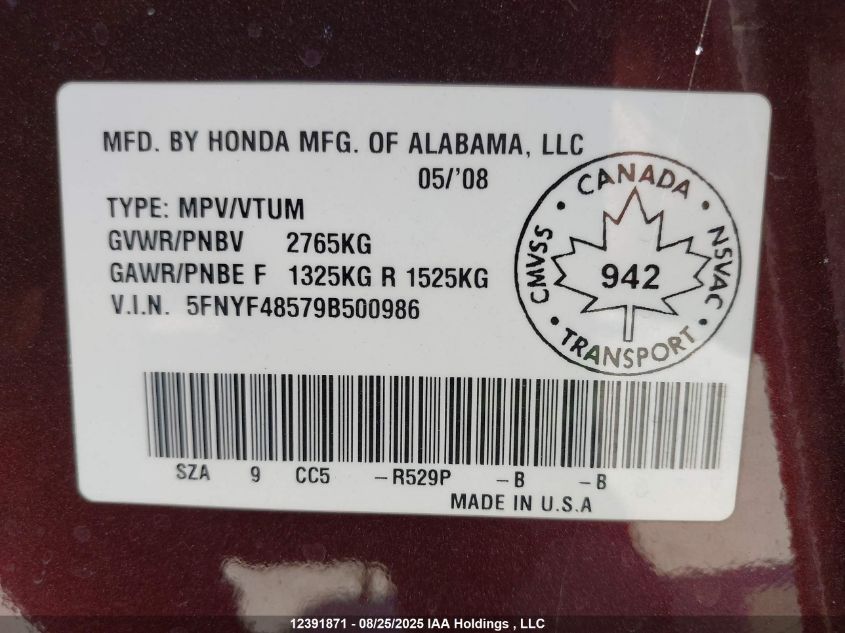 MFD. BY HONDA MFG. OF ALABAMA, LLC
05/'08
TYPE: MPV/VTUM
GVWR/PNBV 2765KG
GAWR/PNBE F 1325KG R 1525KG
V.I.N. 5FNYF48579B500986
CANADA
CMVSS
NSVAC
942
TRANSPORT
SZA 9 CC5 -R529P -B -B
MADE IN U.S.A
12391871 - 08/25/2025 IAA Holdings , LLC